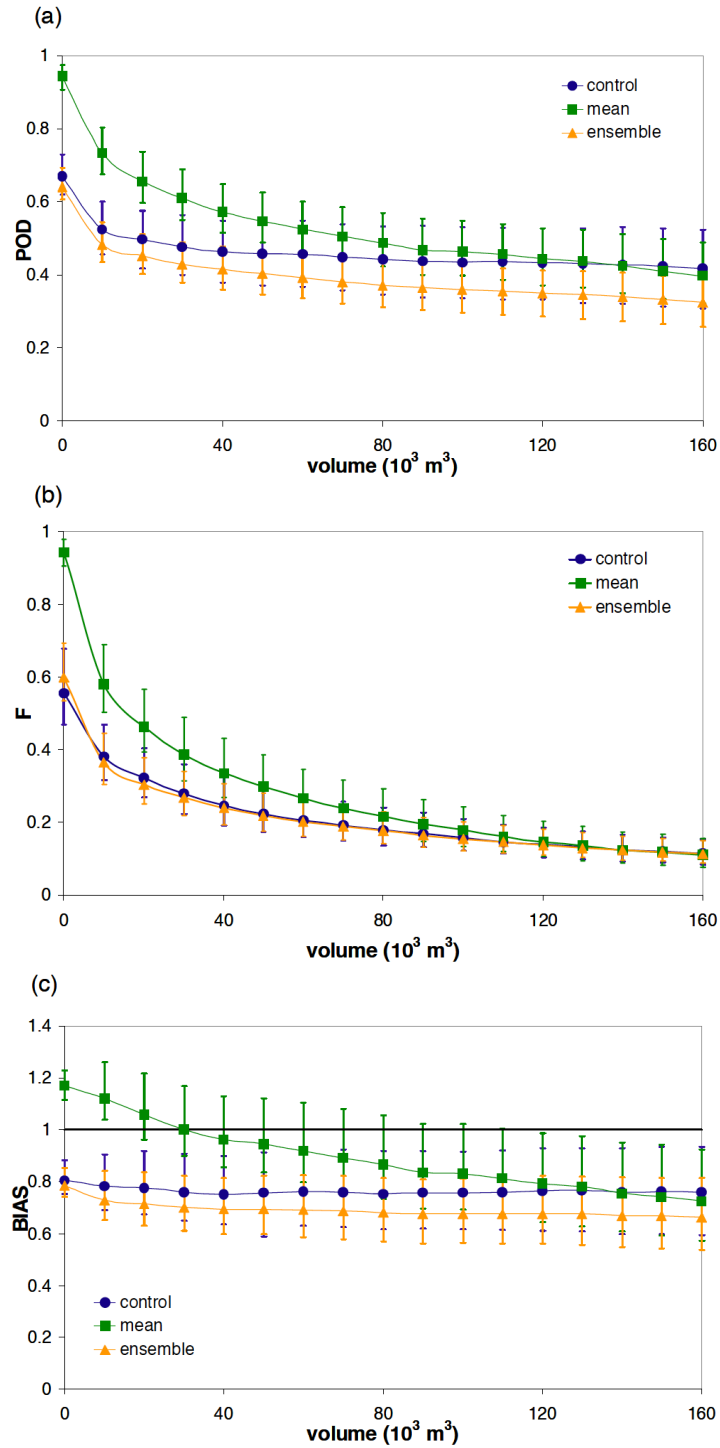 (a)
1
0.8
0.6
0.4
0.2
0
POD
control
mean
ensemble
0 40 80 120 160
volume (10³ m³)
(b)
1
0.8
0.6
0.4
0.2
0
F
control
mean
ensemble
0 40 80 120 160
volume (10³ m³)
(c)
1.4
1.2
1
0.8
0.6
0.4
0.2
0
BIAS
control
mean
ensemble
0 40 80 120 160
volume (10³ m³)